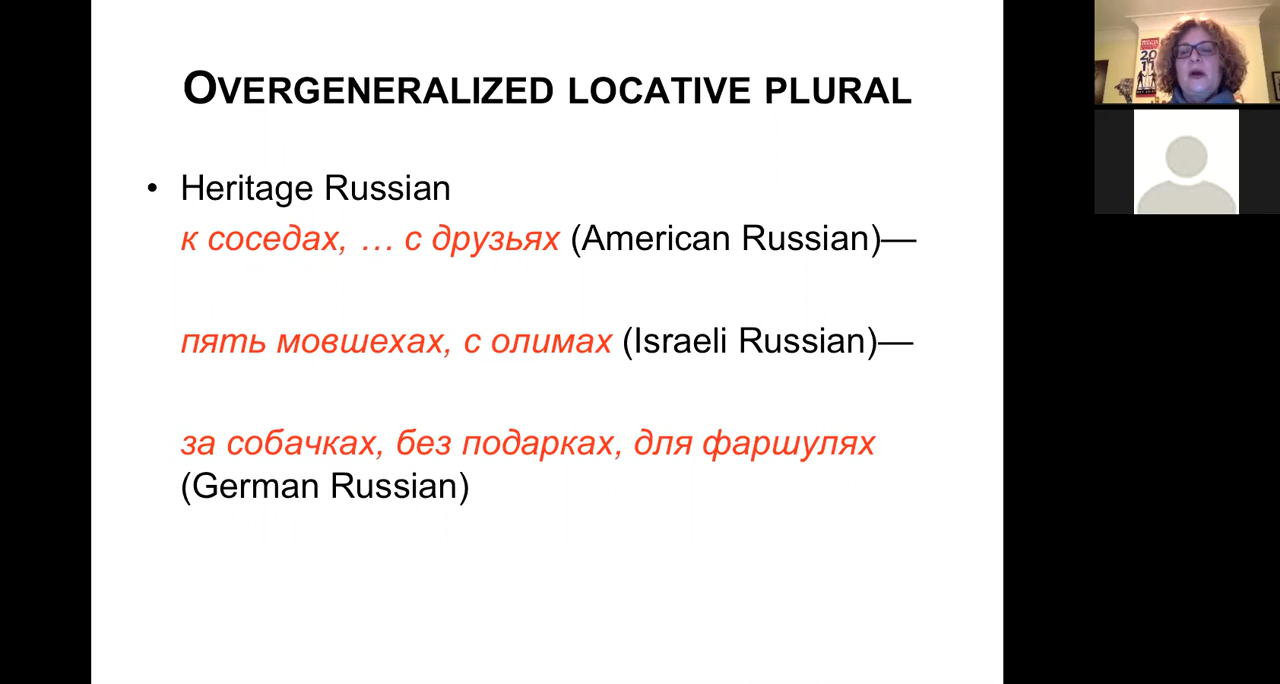 OVERGENERALIZED LOCATIVE PLURAL
• Heritage Russian
к соседах, … с друзьях (American Russian)—
пять мовшехах, с олимах (Israeli Russian)—
за собачках, без подарках, для фаршулях
(German Russian)
20